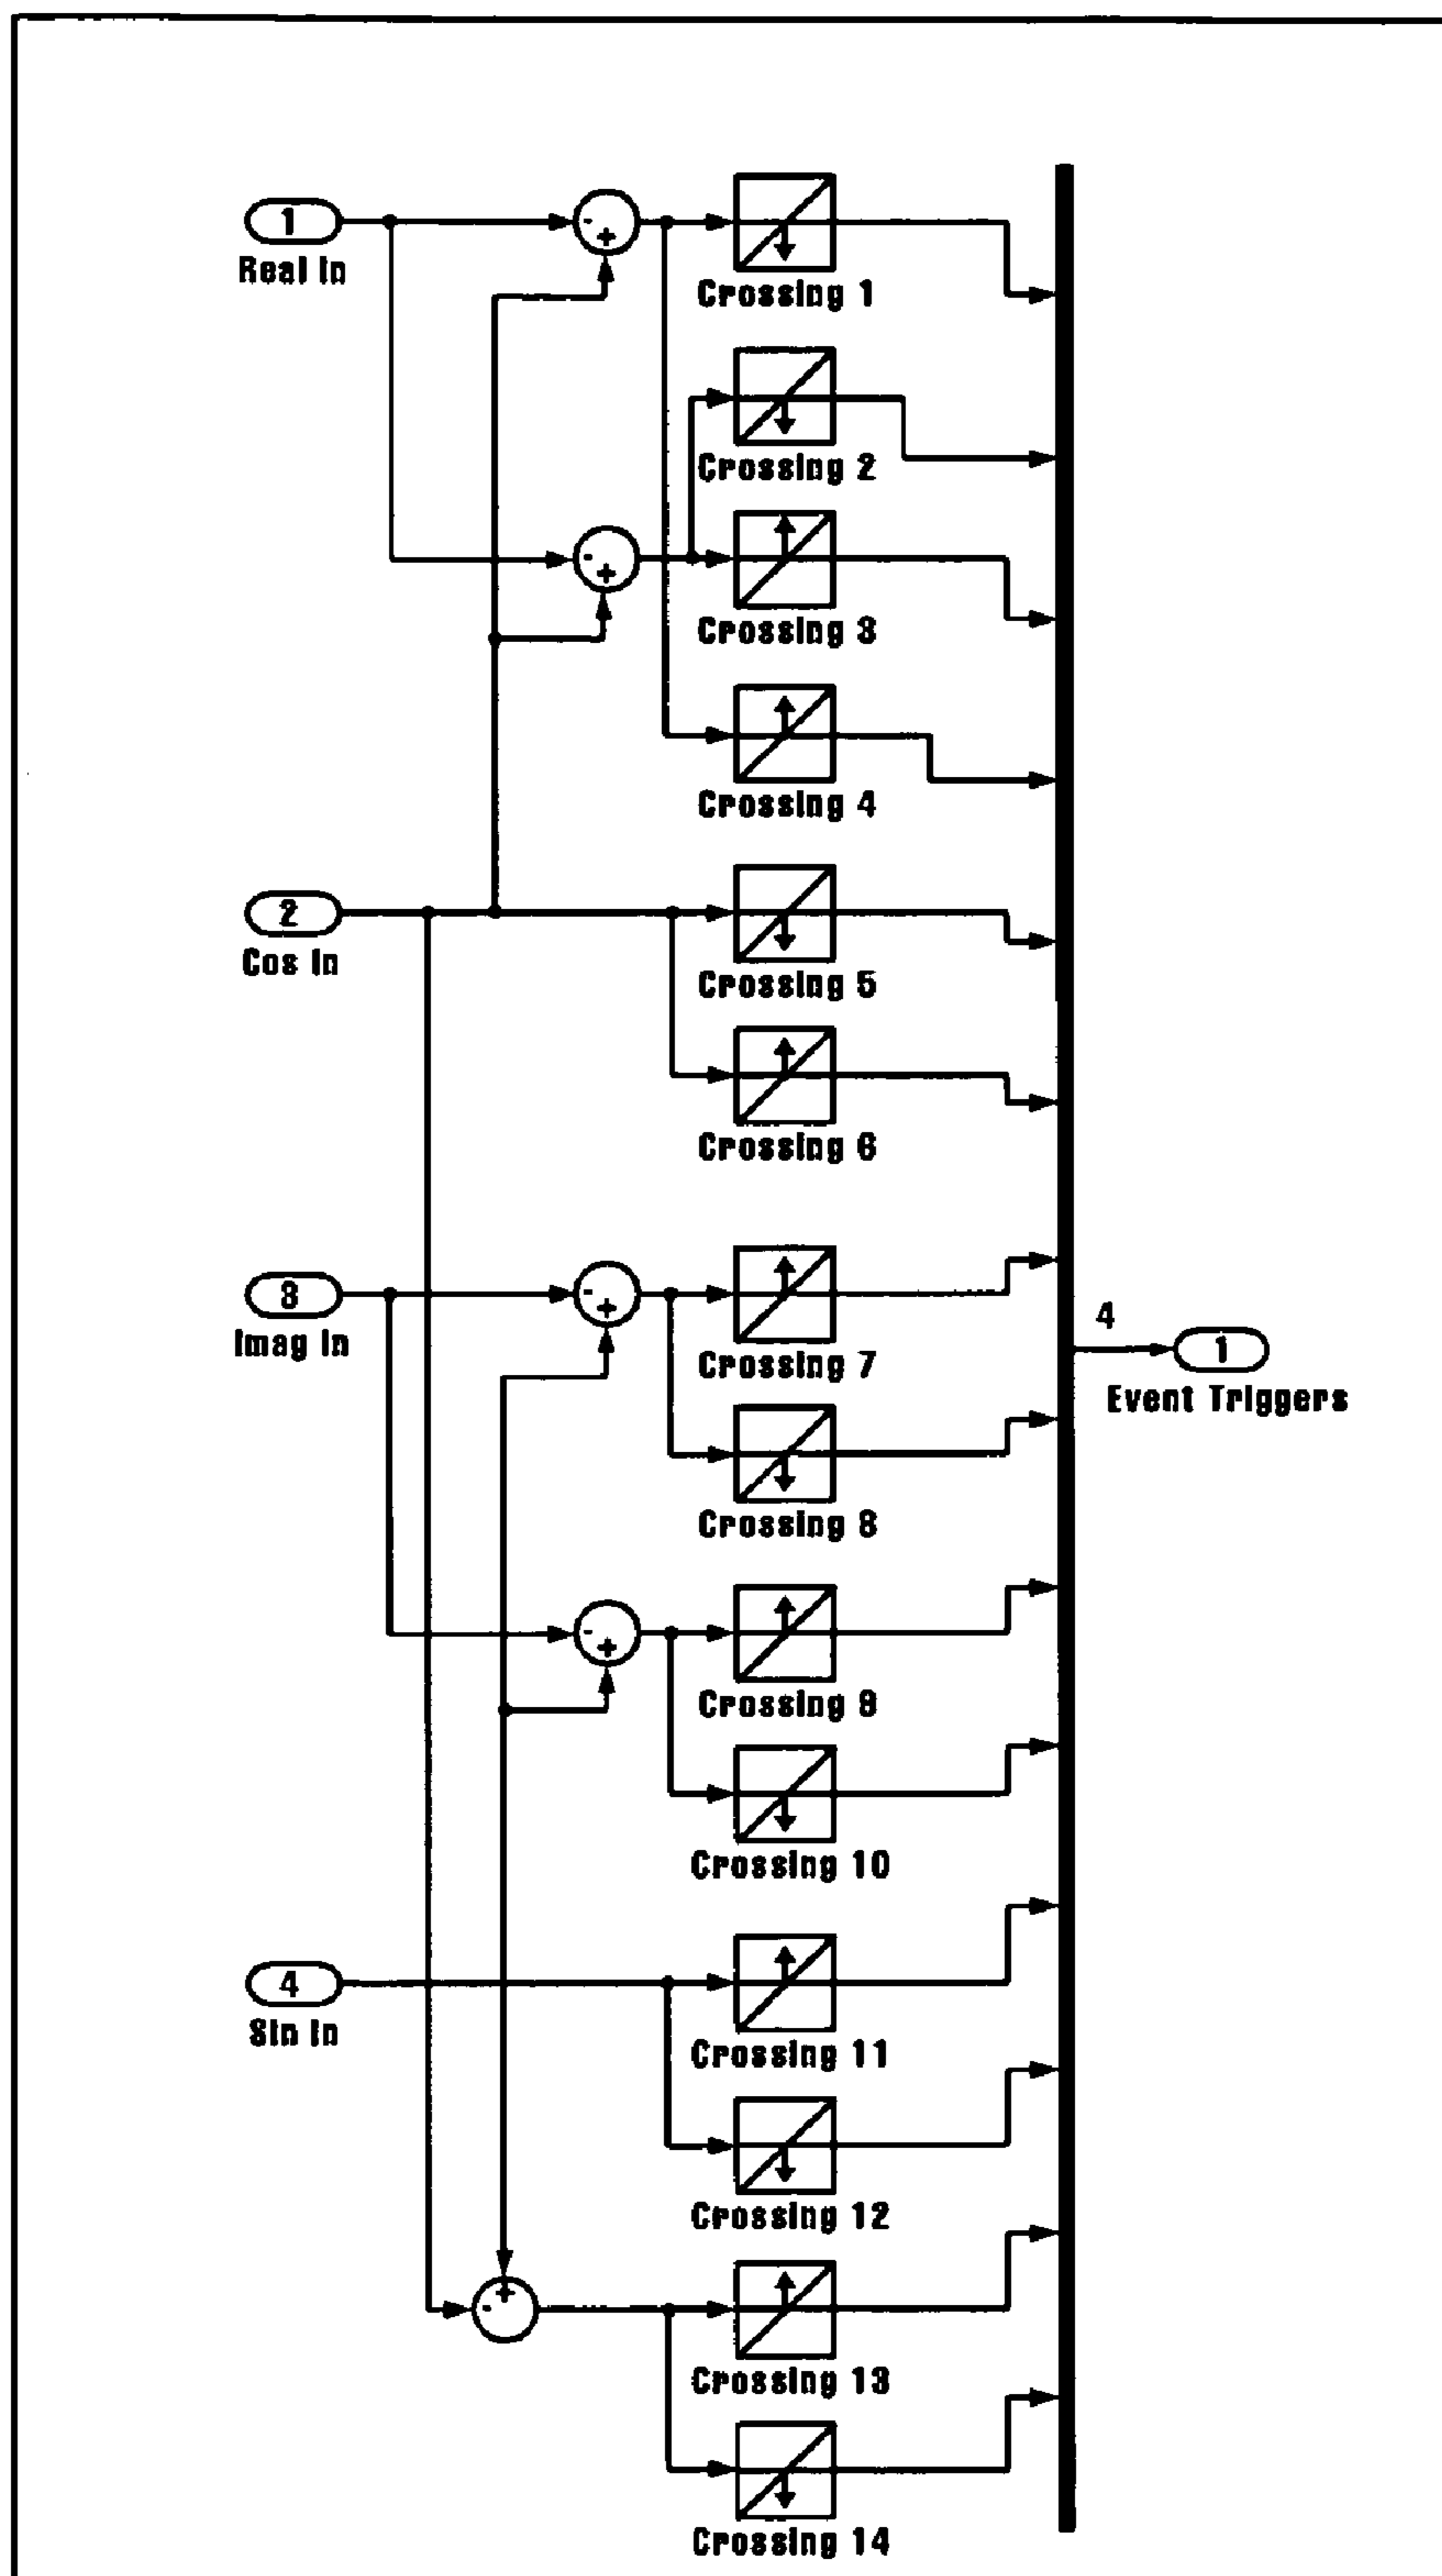 1
Real In
-
+
Crossing 1
Crossing 2
-
+
Crossing 3
Crossing 4
2
Cos In
Crossing 5
Crossing 6
3
Imag In
-
+
Crossing 7
4
1
Event Triggers
Crossing 8
-
+
Crossing 9
Crossing 10
4
Sin In
Crossing 11
Crossing 12
+
-
Crossing 13
Crossing 14